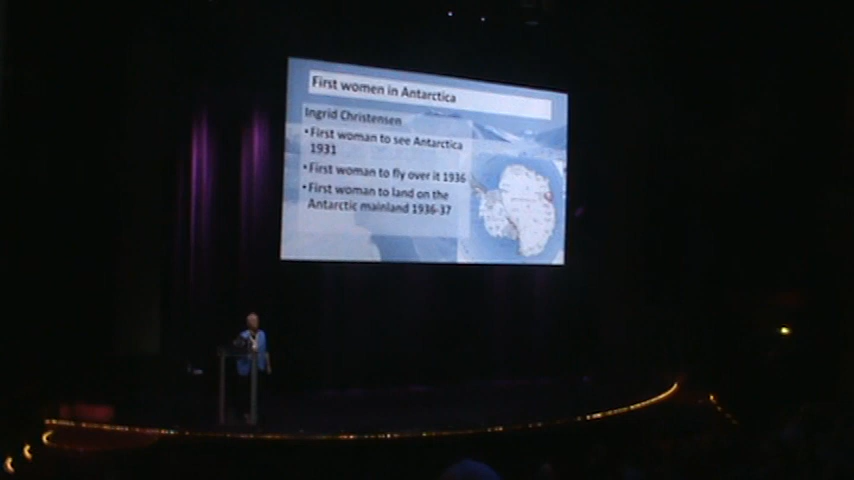 First women in Antarctica
Ingrid Christensen
• First woman to see Antarctica
1931
• First woman to fly over it 1936
• First woman to land on the
Antarctic mainland 1936-37